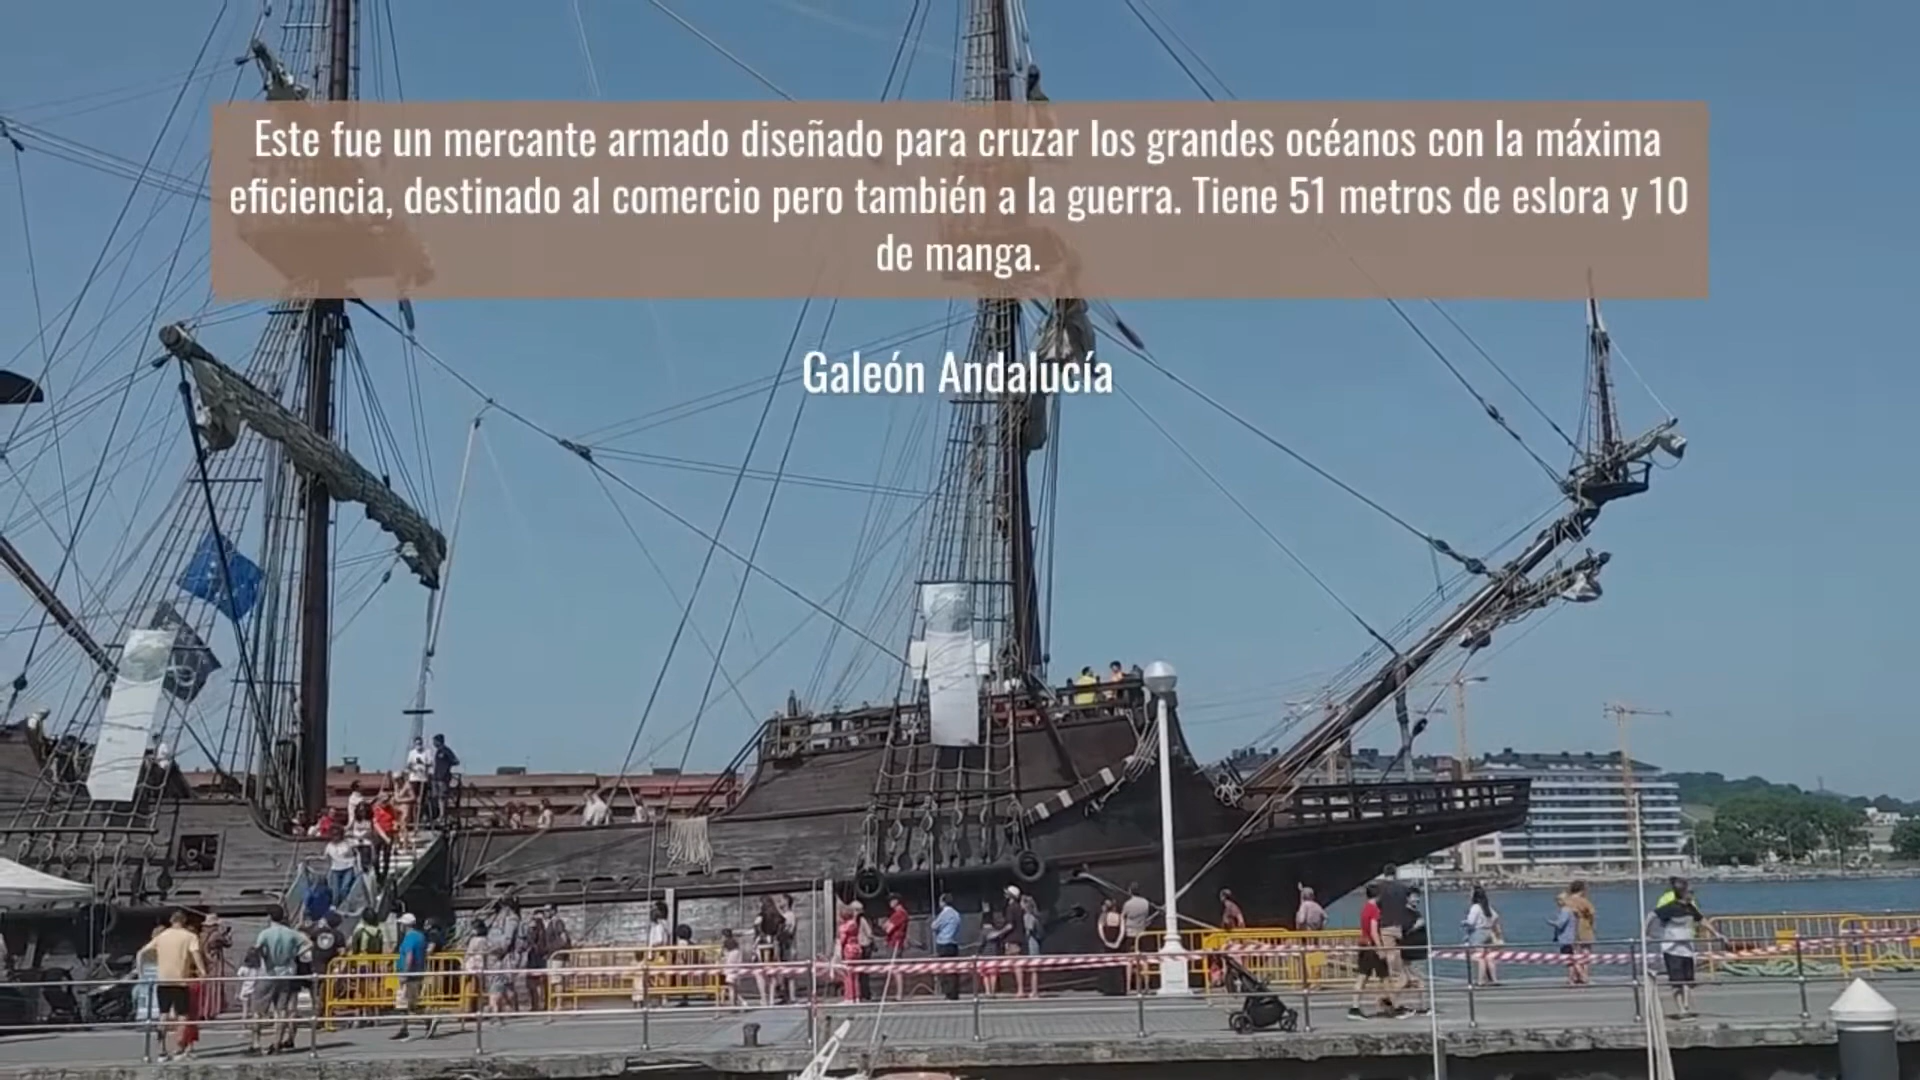 Este fue un mercante armado diseñado para cruzar los grandes océanos con la máxima
eficiencia, destinado al comercio pero también a la guerra. Tiene 51 metros de eslora y 10
de manga.
Galeón Andalucía